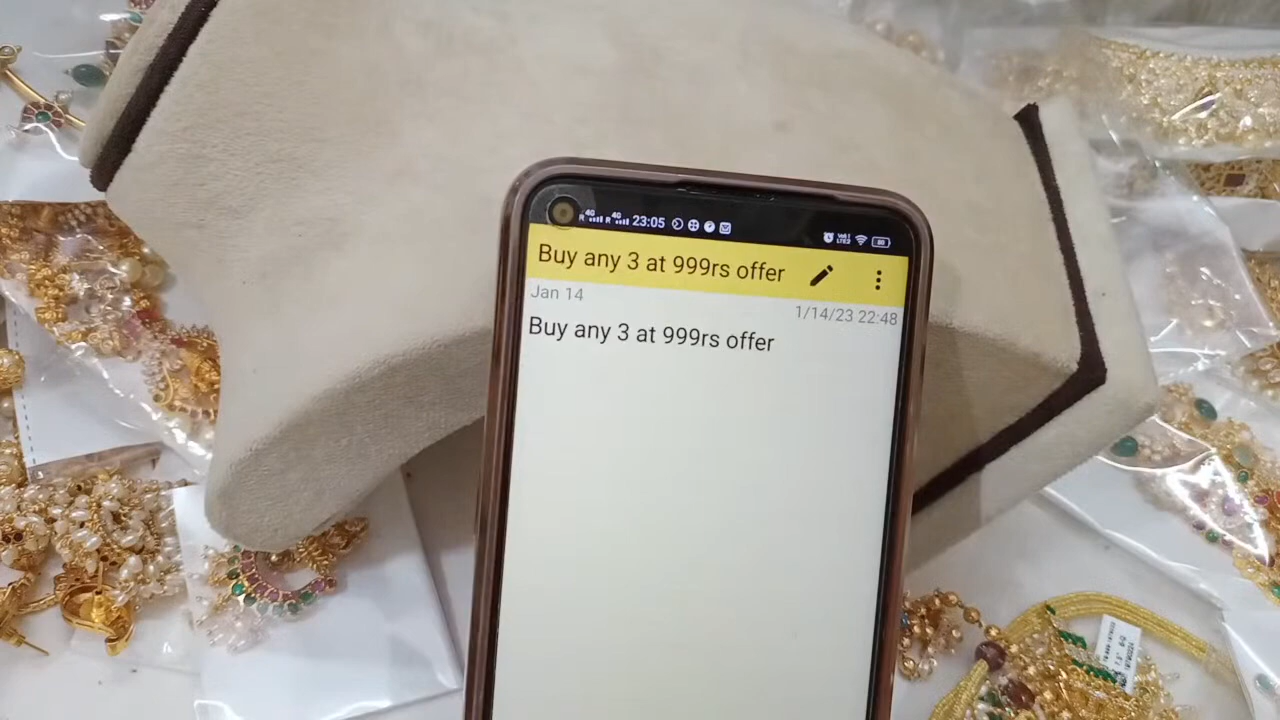 23:05
Buy any 3 at 999rs offer
Jan 14
1/14/23 22:48
Buy any 3 at 999rs offer